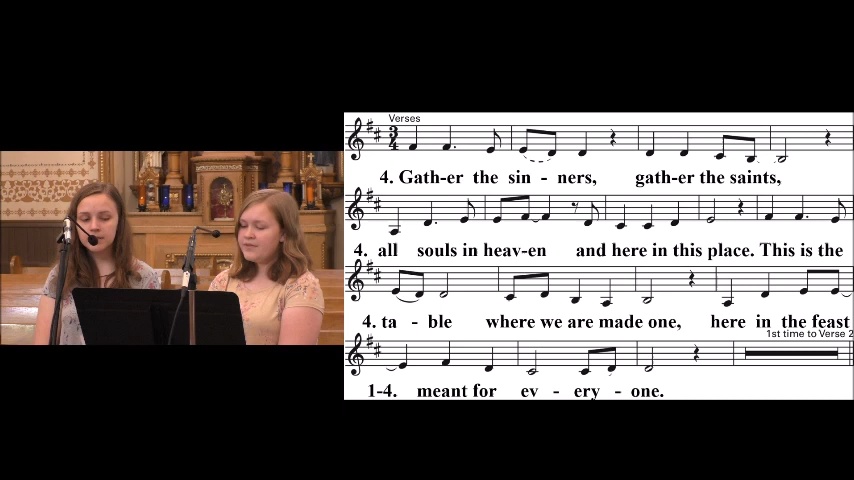 Verses
3
4
4. Gath-er the sin - ners, gath-er the saints,
4. all souls in heav-en and here in this place. This is the
4. ta - ble where we are made one, here in the feast
1st time to Verse 2
1-4. meant for ev - ery - one.